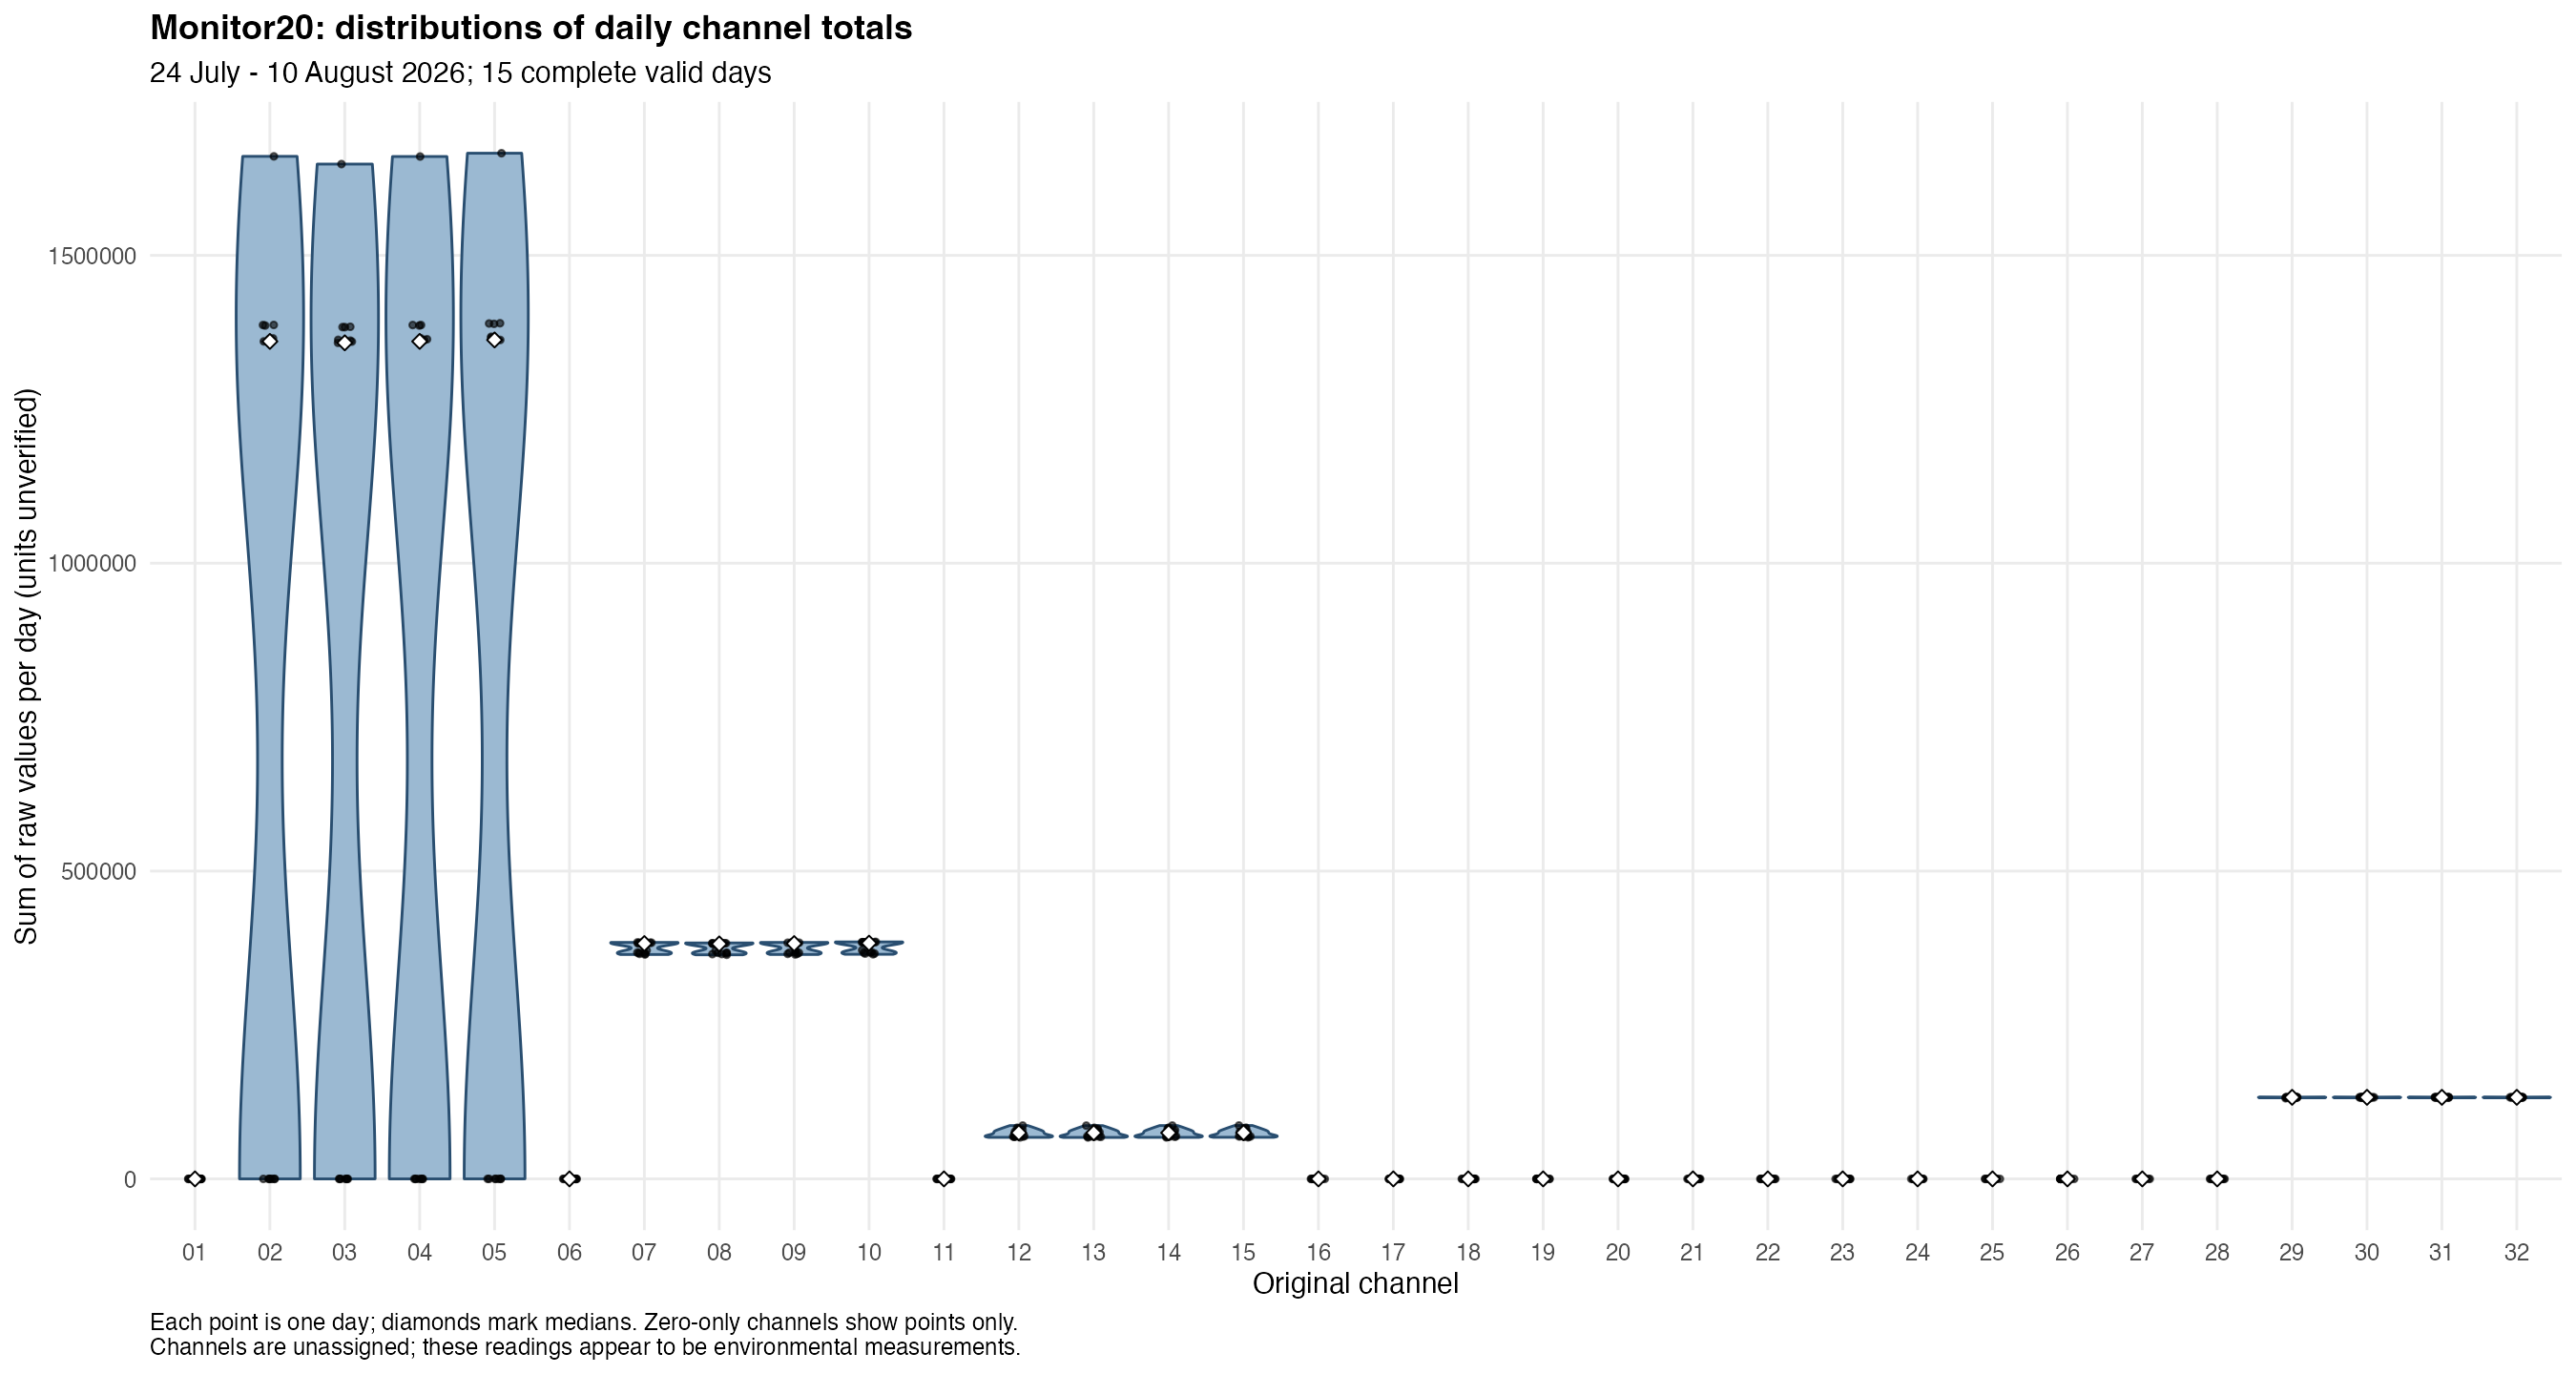 Monitor20: distributions of daily channel totals
24 July - 10 August 2026; 15 complete valid days
Sum of raw values per day (units unverified)
1500000
1000000
500000
0
01 02 03 04 05 06 07 08 09 10 11 12 13 14 15 16 17 18 19 20 21 22 23 24 25 26 27 28 29 30 31 32
Original channel
Each point is one day; diamonds mark medians. Zero-only channels show points only.
Channels are unassigned; these readings appear to be environmental measurements.